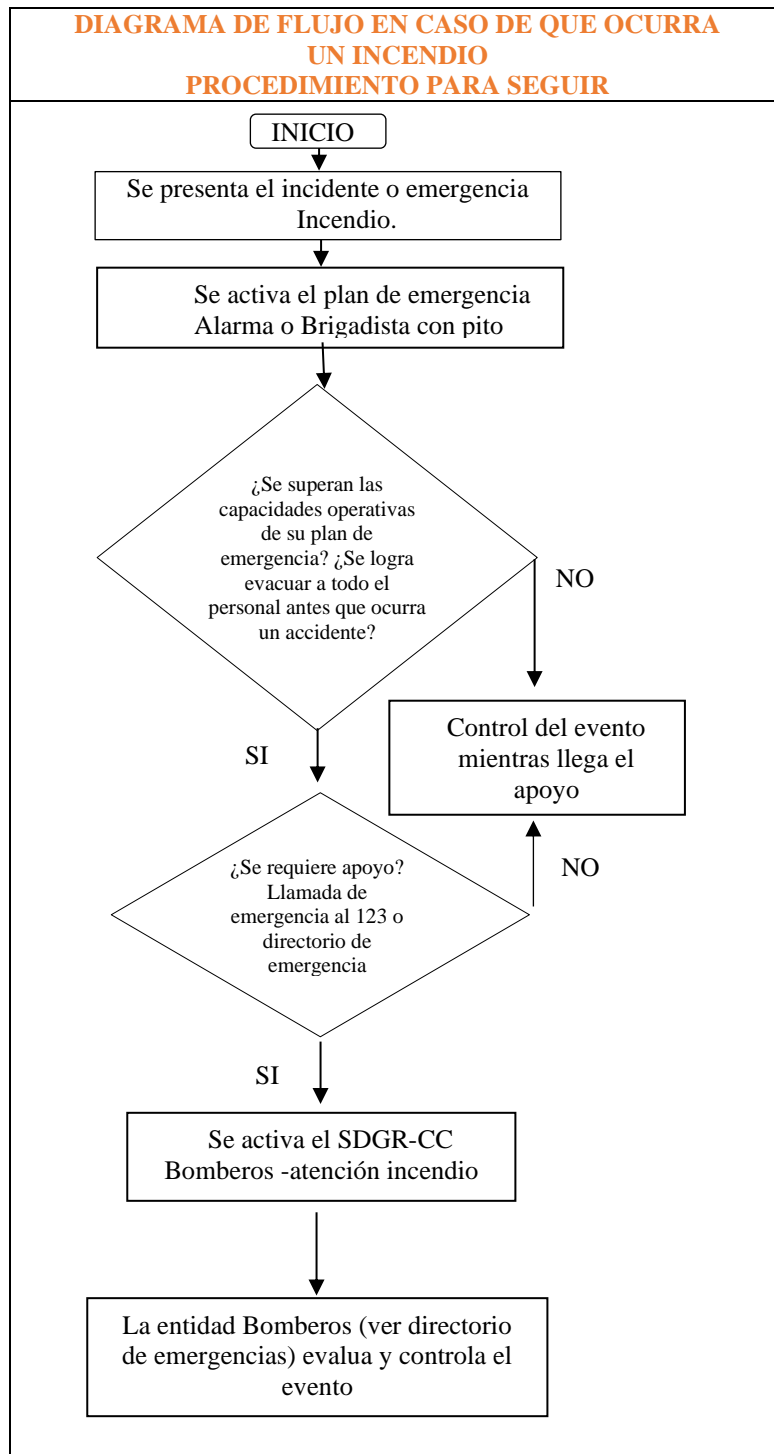 DIAGRAMA DE FLUJO EN CASO DE QUE OCURRA
UN INCENDIO
PROCEDIMIENTO PARA SEGUIR
INICIO
Se presenta el incidente o emergencia
Incendio.
Se activa el plan de emergencia
Alarma o Brigadista con pito
¿Se superan las
capacidades operativas
de su plan de
emergencia? ¿Se logra
evacuar a todo el
personal antes que ocurra
un accidente?
NO
Control del evento
mientras llega el
apoyo
SI
¿Se requiere apoyo?
Llamada de
emergencia al 123 o
directorio de
emergencia
NO
SI
Se activa el SDGR-CC
Bomberos -atención incendio
La entidad Bomberos (ver directorio
de emergencias) evalua y controla el
evento